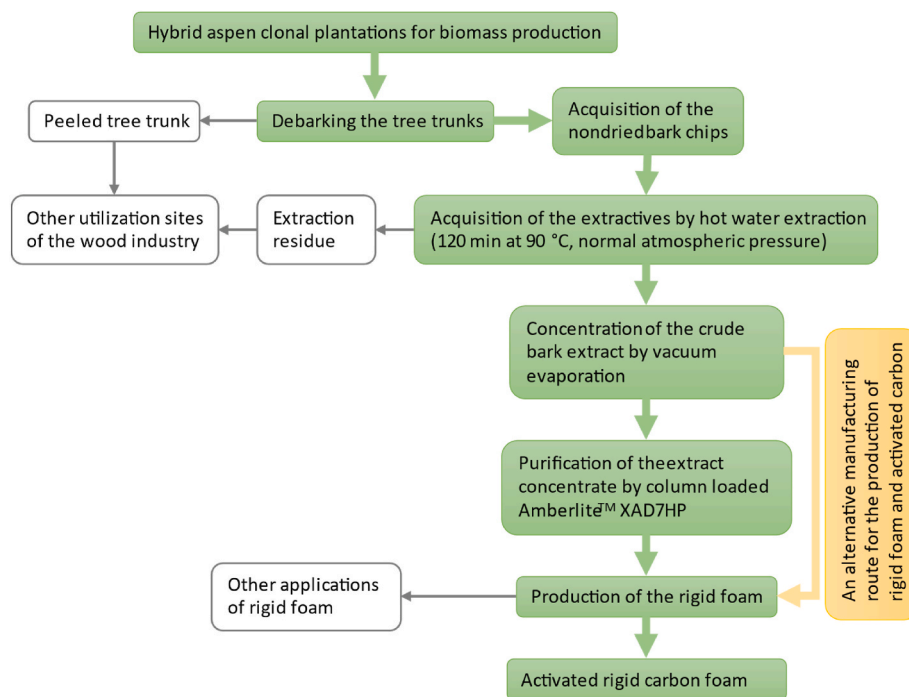 Hybrid aspen clonal plantations for biomass production
Peeled tree trunk
Debarking the tree trunks
Acquisition of the
nondriedbark chips
Other utilization sites
of the wood industry
Extraction
residue
Acquisition of the extractives by hot water extraction
(120 min at 90 °C, normal atmospheric pressure)
Concentration of the crude
bark extract by vacuum
evaporation
An alternative manufacturing
route for the production of
rigid foam and activated carbon
Purification of theextract
concentrate by column loaded
Amberlite™ XAD7HP
Other applications
of rigid foam
Production of the rigid foam
Activated rigid carbon foam